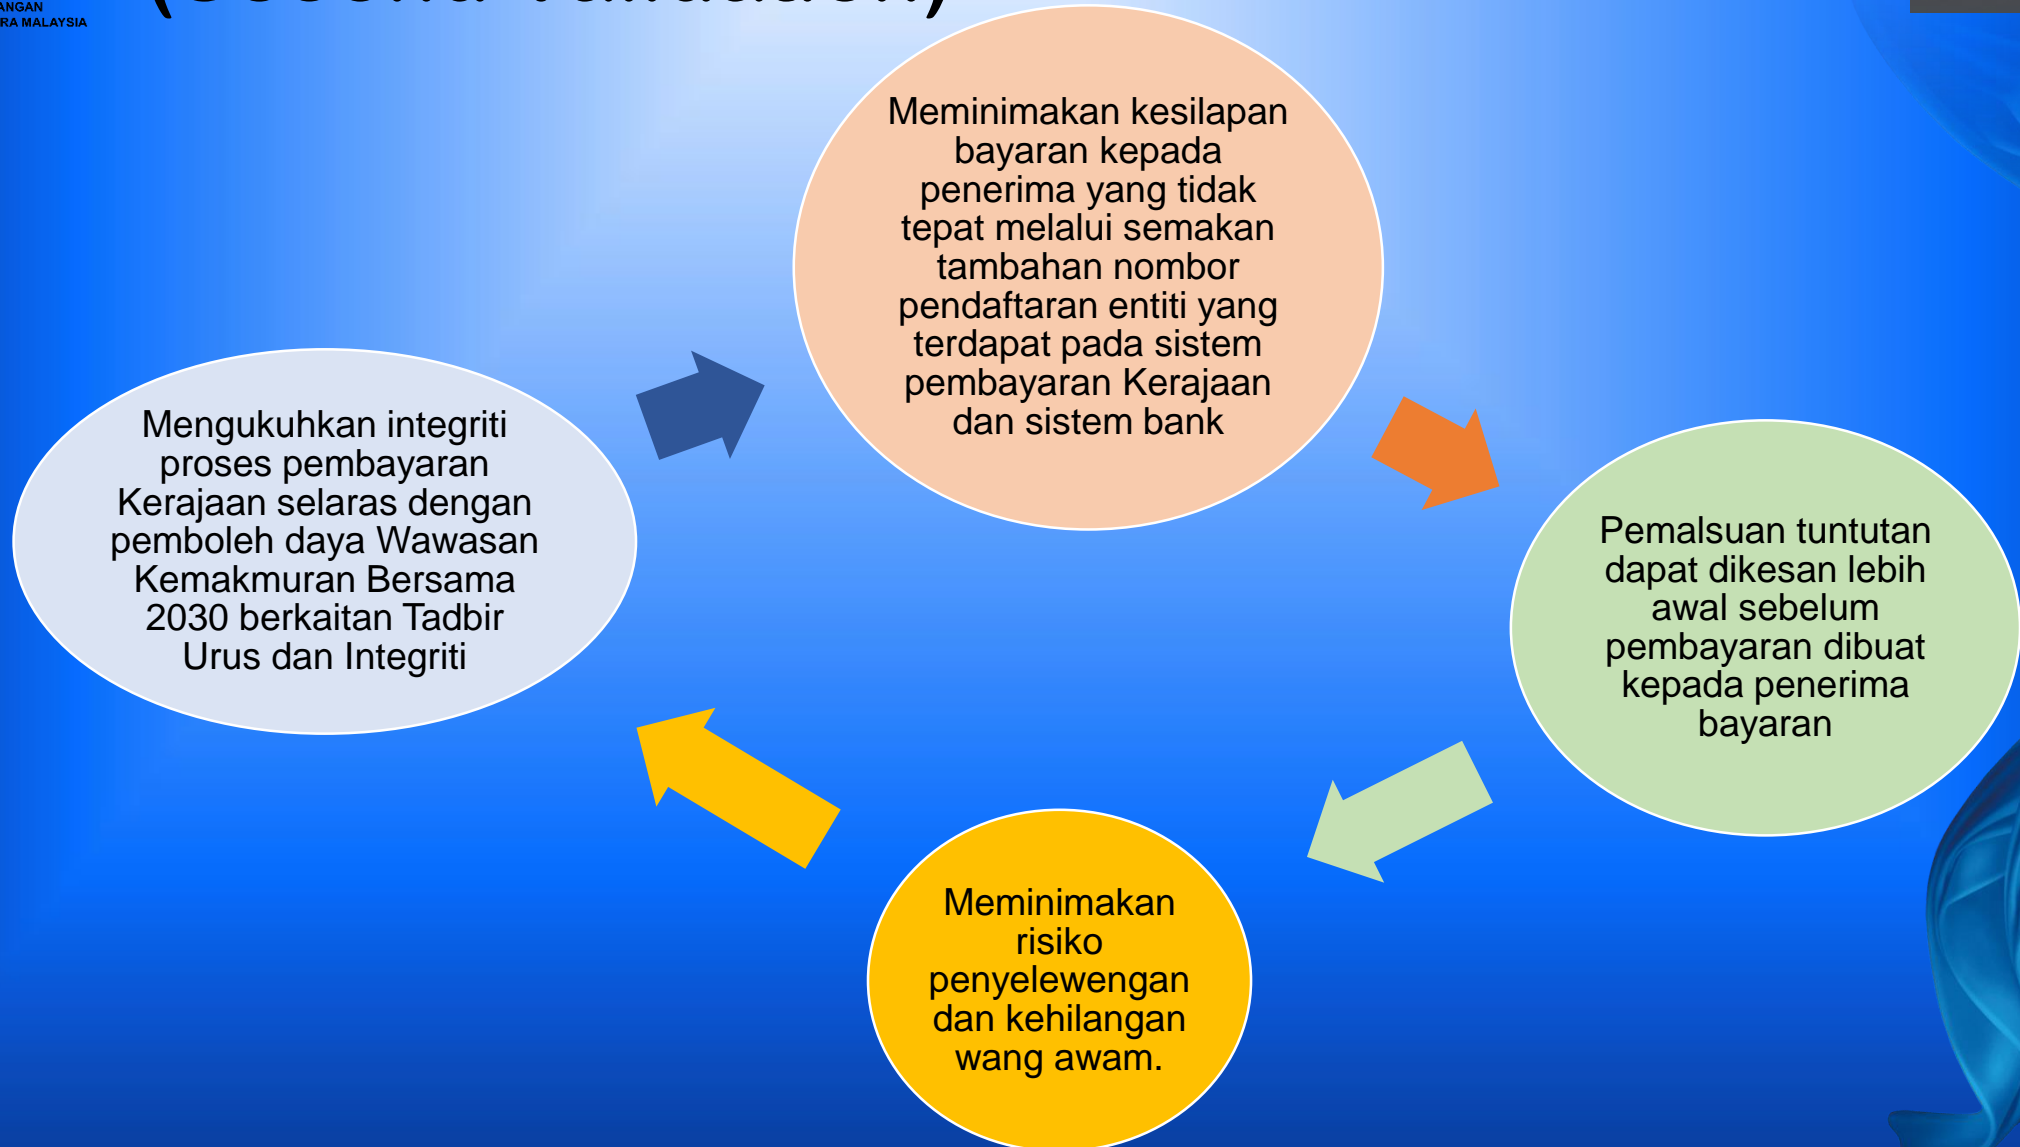 RA MALAYSIA
Meminimakan kesilapan
bayaran kepada
penerima yang tidak
tepat melalui semakan
tambahan nombor
pendaftaran entiti yang
terdapat pada sistem
pembayaran Kerajaan
dan sistem bank
Pemalsuan tuntutan
dapat dikesan lebih
awal sebelum
pembayaran dibuat
kepada penerima
bayaran
Meminimakan
risiko
penyelewengan
dan kehilangan
wang awam.
Mengukuhkan integriti
proses pembayaran
Kerajaan selaras dengan
pemboleh daya Wawasan
Kemakmuran Bersama
2030 berkaitan Tadbir
Urus dan Integriti